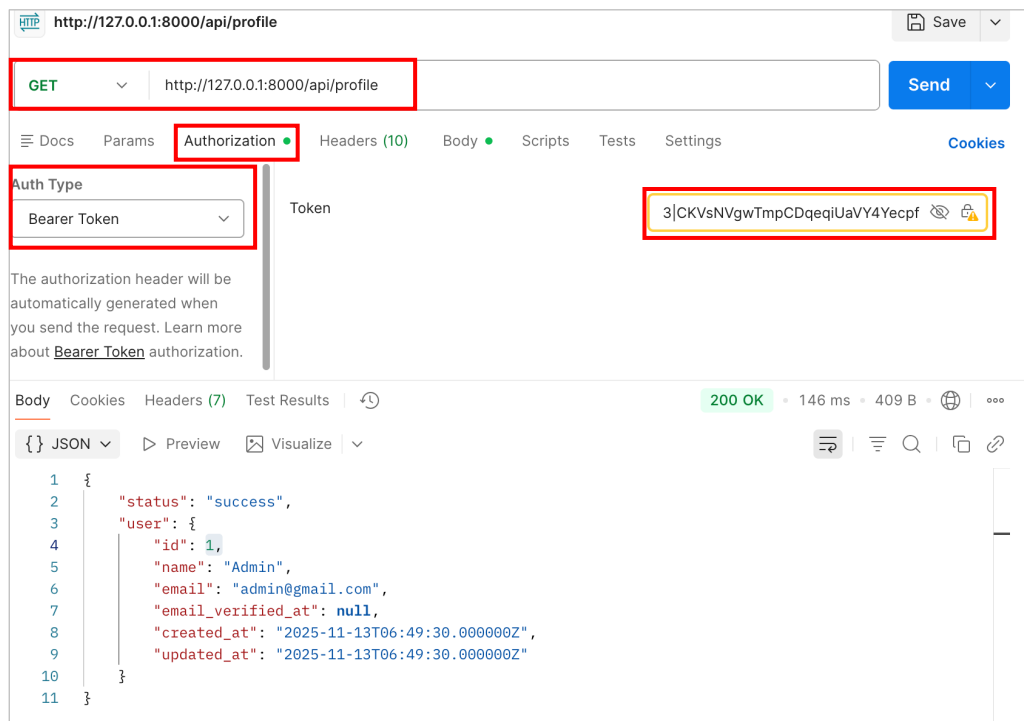 HTTP http://127.0.0.1:8000/api/profile Save
GET http://127.0.0.1:8000/api/profile Send
Docs Params Authorization Headers (10) Body Scripts Tests Settings Cookies
Auth Type
Bearer Token
Token 3|CKVsNVgwTmpCDqeqiUaVY4Yecpf
The authorization header will be
automatically generated when
you send the request. Learn more
about Bearer Token authorization.
Body Cookies Headers (7) Test Results 200 OK 146 ms 409 B
{} JSON Preview Visualize
1 {
2 "status": "success",
3 "user": {
4 "id": 1,
5 "name": "Admin",
6 "email": "admin@gmail.com",
7 "email_verified_at": null,
8 "created_at": "2025-11-13T06:49:30.000000Z",
9 "updated_at": "2025-11-13T06:49:30.000000Z"
10 }
11 }